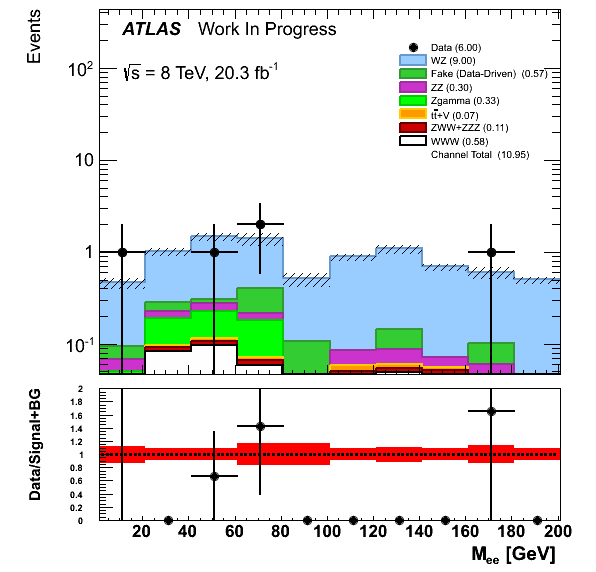 ATLAS Work In Progress
√s = 8 TeV, 20.3 fb-1
Events
10²
10
1
10-1
Data (6.00)
WZ (9.00)
Fake (Data-Driven) (0.57)
ZZ (0.30)
Zgamma (0.33)
tt̄+V (0.07)
ZWW+ZZZ (0.11)
WWW (0.58)
Channel Total (10.95)
Data/Signal+BG
2
1.8
1.6
1.4
1.2
1
0.8
0.6
0.4
0.2
0
20 40 60 80 100 120 140 160 180 200
Mee [GeV]